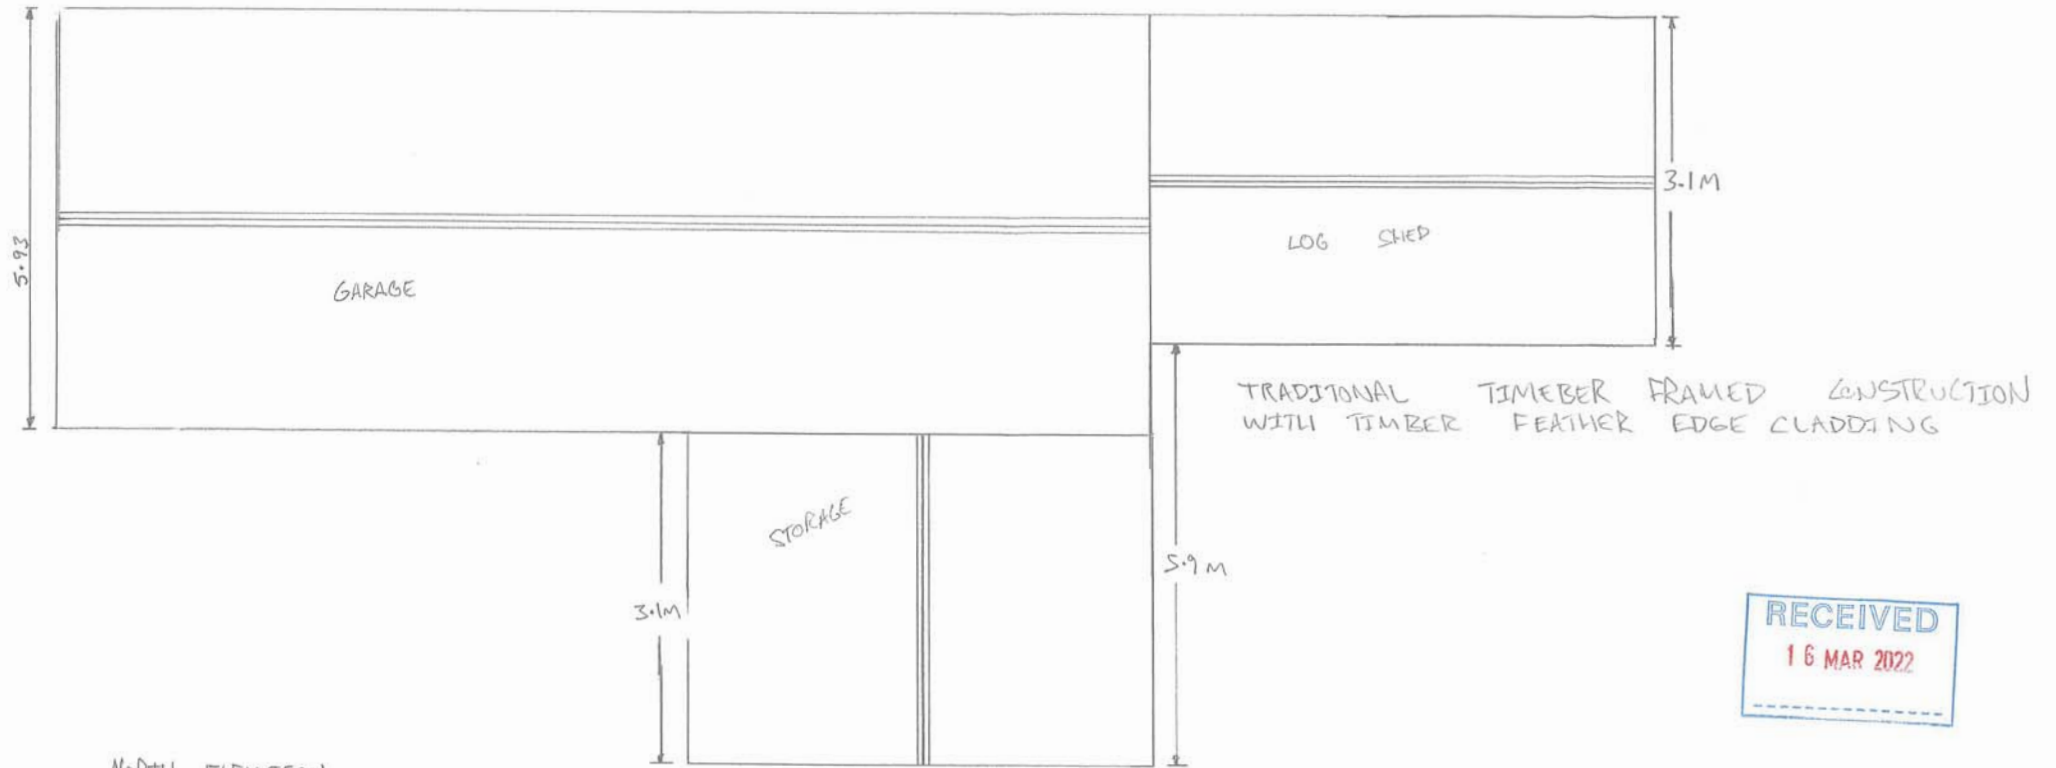 3.1M
5.93
GARAGE
LOG SHED
TRADITONAL TIMEBER FRAMED CONSTRUCTION
WITH TIMBER FEATHER EDGE CLADDING
STORAGE
5.9 M
3.1M
RECEIVED
16 MAR 2022